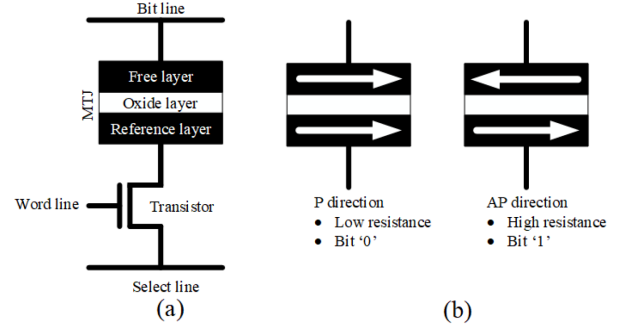 Bit line
Free layer
Oxide layer
Reference layer
MTJ
Word line
Transistor
Select line
(a)
P direction
• Low resistance
• Bit ‘0’
AP direction
• High resistance
• Bit ‘1’
(b)